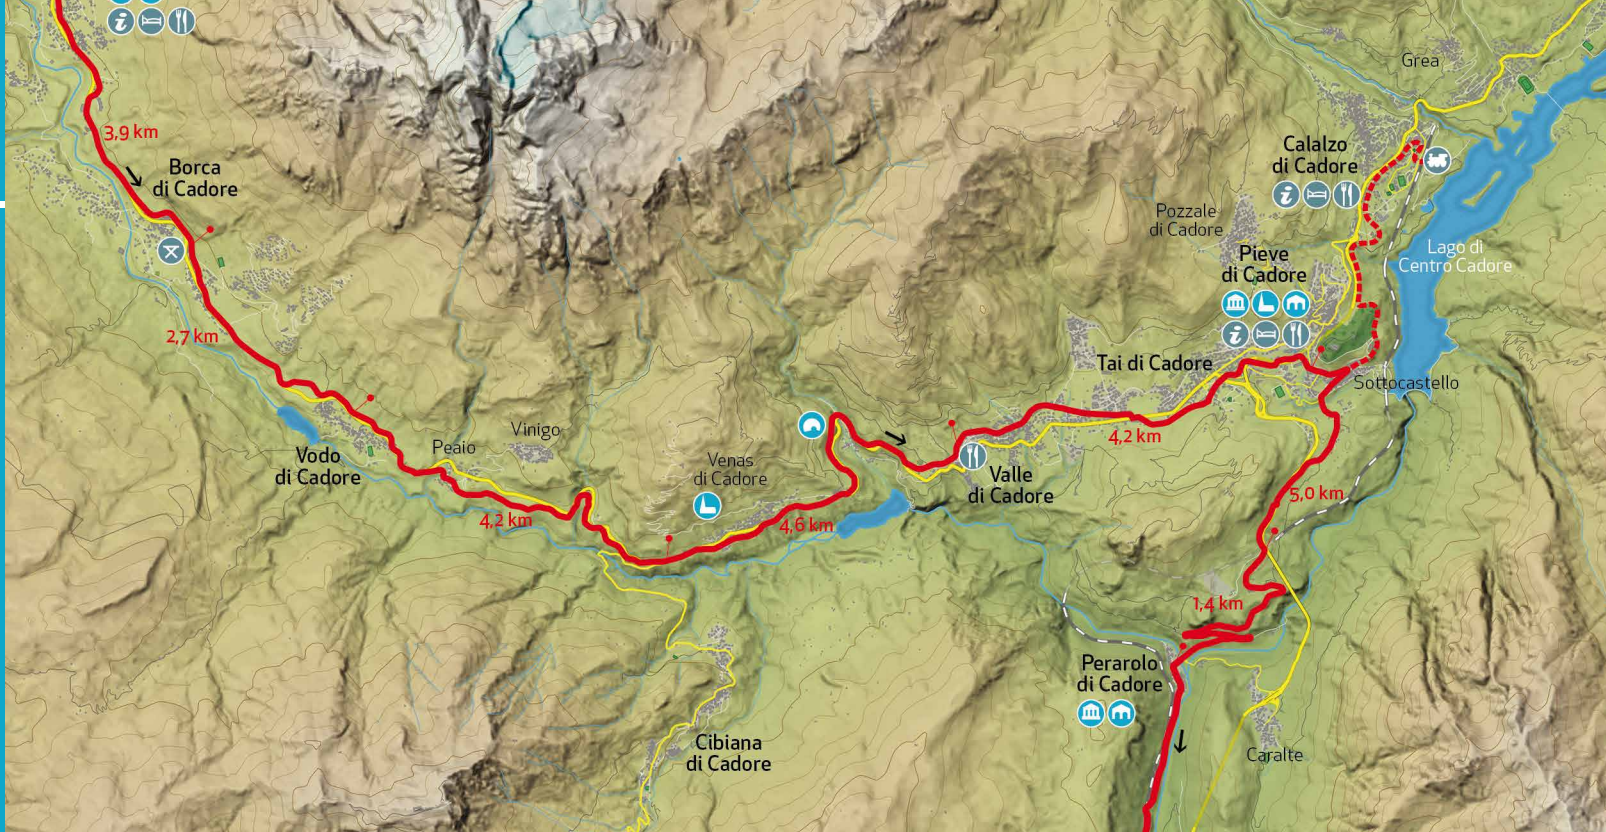 Grea
3,9 km
Calalzo
di Cadore
Borca
di Cadore
Pozzale
di Cadore
Lago di
Centro Cadore
Pieve
di Cadore
2,7 km
Tai di Cadore
Sottocastello
Vinigo
Peaio
4,2 km
Vodo
di Cadore
Venas
di Cadore
Valle
di Cadore
5,0 km
4,2 km
4,6 km
1,4 km
Perarolo
di Cadore
Cibiana
di Cadore
Caralte